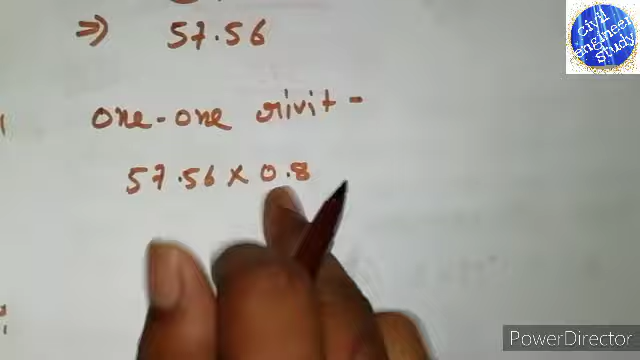 ⇒ 57.56
one-one rivit -
57.56 x 0.8
civil
engineer
study
PowerDirector